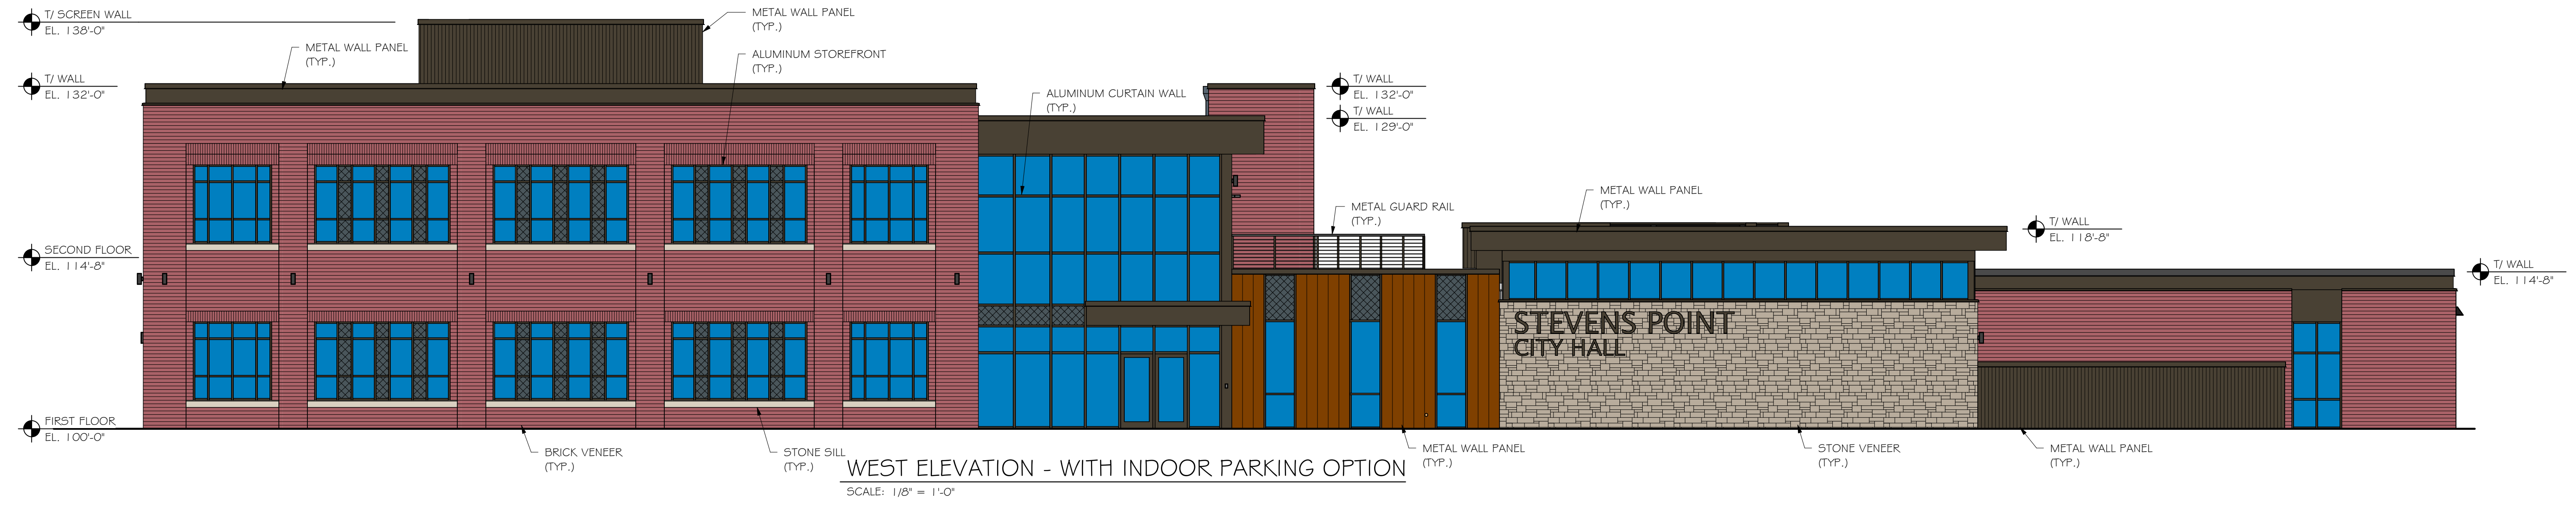 T/ SCREEN WALL
EL. 138'-0"
METAL WALL PANEL
(TYP.)
METAL WALL PANEL
(TYP.)
ALUMINUM STOREFRONT
(TYP.)
T/ WALL
EL. 132'-0"
ALUMINUM CURTAIN WALL
(TYP.)
T/ WALL
EL. 132'-0"
T/ WALL
EL. 129'-0"
METAL WALL PANEL
(TYP.)
METAL GUARD RAIL
(TYP.)
T/ WALL
EL. 118'-8"
SECOND FLOOR
EL. 114'-8"
T/ WALL
EL. 114'-8"
STEVENS POINT
CITY HALL
FIRST FLOOR
EL. 100'-0"
BRICK VENEER
(TYP.)
STONE SILL
(TYP.)
METAL WALL PANEL
(TYP.)
STONE VENEER
(TYP.)
METAL WALL PANEL
(TYP.)
WEST ELEVATION - WITH INDOOR PARKING OPTION
SCALE: 1/8" = 1'-0"